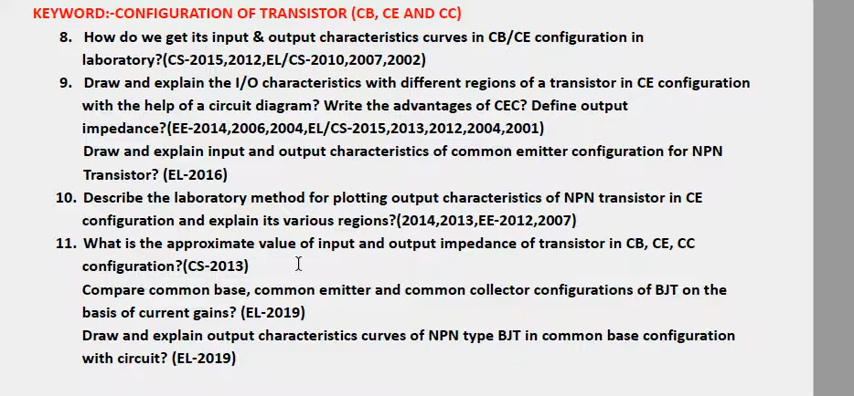 KEYWORD:-CONFIGURATION OF TRANSISTOR (CB, CE AND CC)
8. How do we get its input & output characteristics curves in CB/CE configuration in
laboratory?(CS-2015,2012,EL/CS-2010,2007,2002)
9. Draw and explain the I/O characteristics with different regions of a transistor in CE configuration
with the help of a circuit diagram? Write the advantages of CEC? Define output
impedance?(EE-2014,2006,2004,EL/CS-2015,2013,2012,2004,2001)
Draw and explain input and output characteristics of common emitter configuration for NPN
Transistor? (EL-2016)
10. Describe the laboratory method for plotting output characteristics of NPN transistor in CE
configuration and explain its various regions?(2014,2013,EE-2012,2007)
11. What is the approximate value of input and output impedance of transistor in CB, CE, CC
configuration?(CS-2013)
Compare common base, common emitter and common collector configurations of BJT on the
basis of current gains? (EL-2019)
Draw and explain output characteristics curves of NPN type BJT in common base configuration
with circuit? (EL-2019)